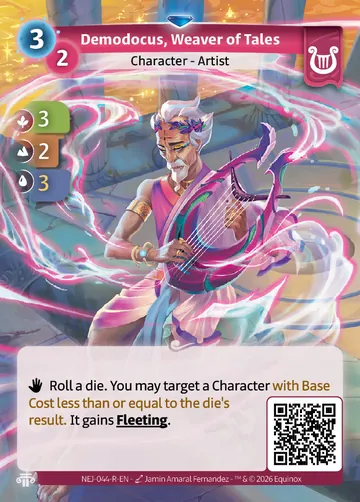 3
2
Demodocus, Weaver of Tales
Character - Artist
3
2
3
Roll a die. You may target a Character with Base
Cost less than or equal to the die's
result. It gains Fleeting.
NEJ-044-R-EN - Jamin Amaral Fernandez - ™ & © 2026 Equinox